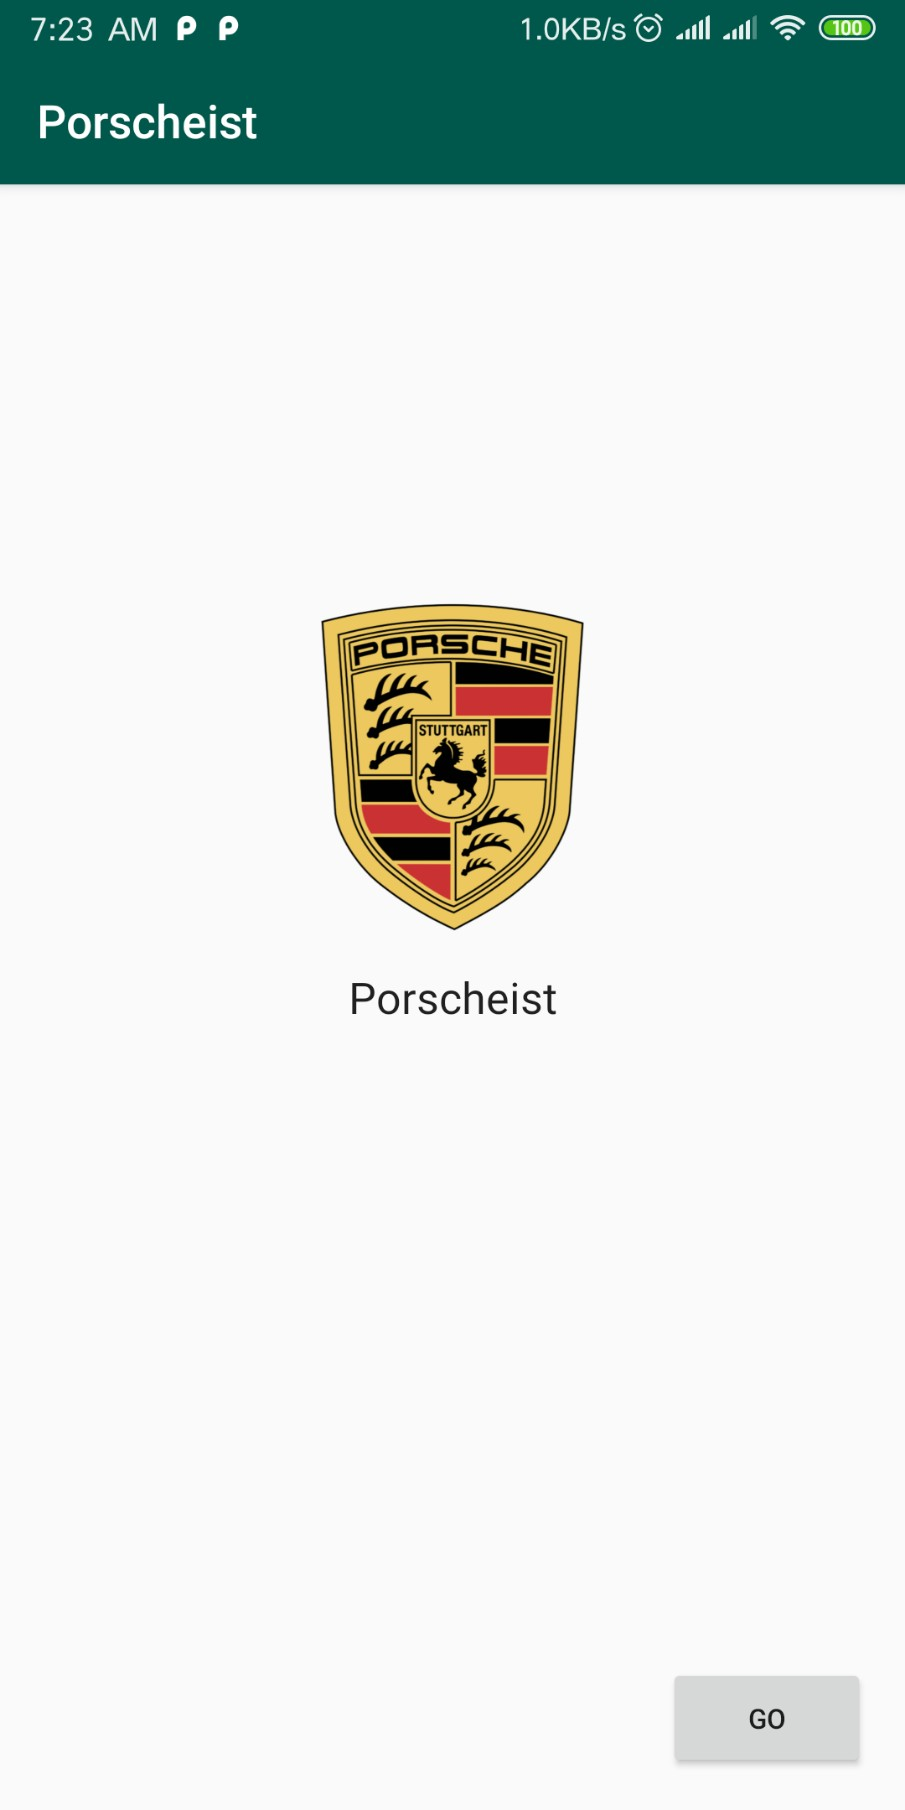 7:23 AM P P 1.0KB/s 100
Porscheist
PORSCHE
STUTTGART
Porscheist
GO